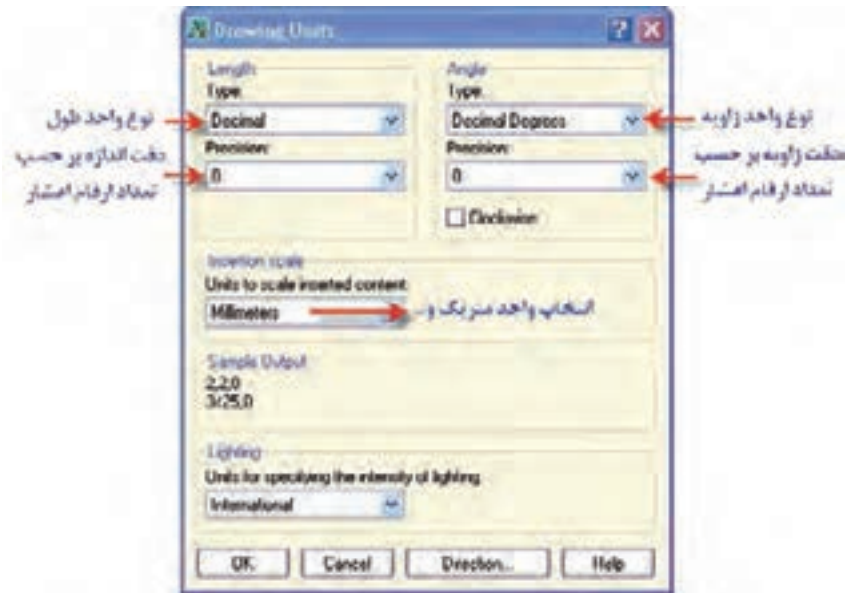 Drawing Units
Length
Type:
Decimal
Precision:
0
Angle
Type:
Decimal Degrees
Precision:
0
Clockwise
نوع واحد طول
دقت اندازه بر حسب
تعداد ارقام اعشار
نوع واحد زاویه
دقت زاویه بر حسب
تعداد ارقام اعشار
Insertion scale
Units to scale inserted content:
Millimeters
انتخاب واحد متریک و..
Sample Output
2,2,0
3<25,0
Lighting
Units for specifying the intensity of lighting:
International
OK
Cancel
Direction...
Help